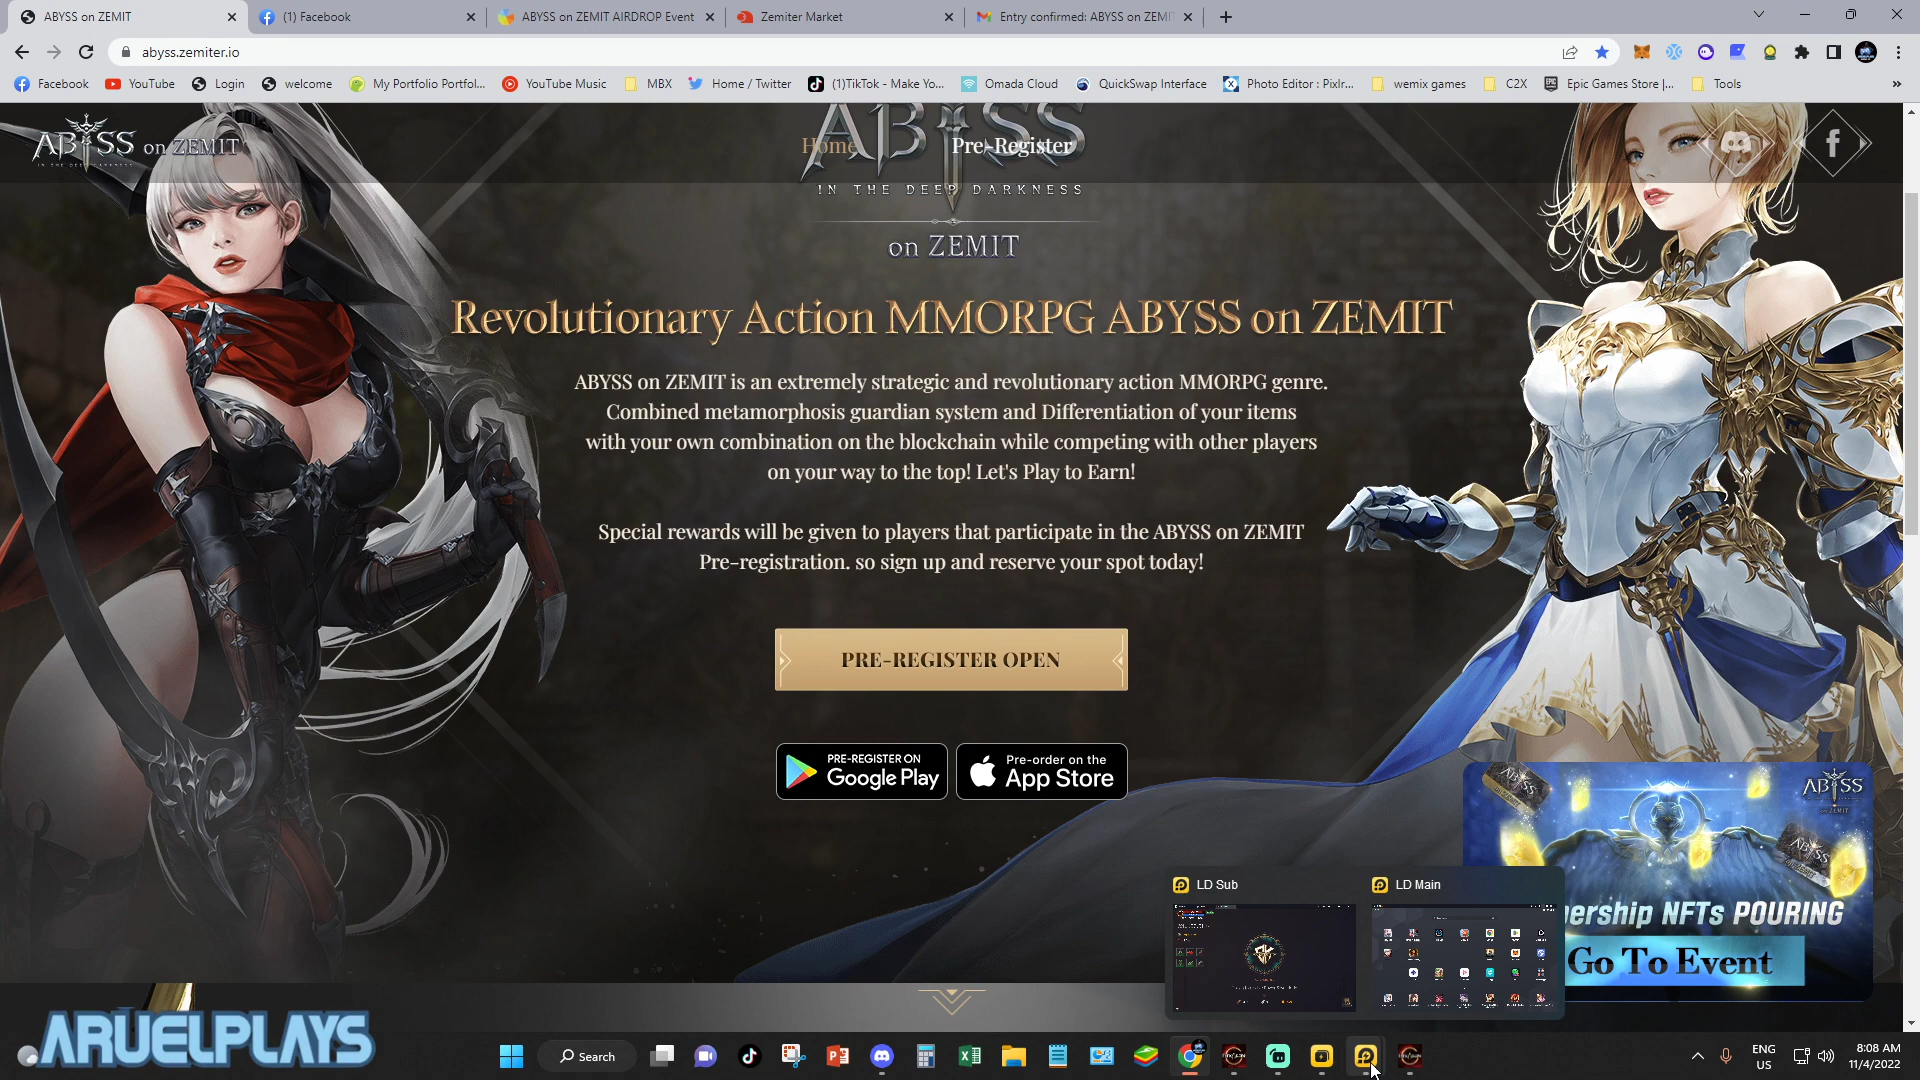 ABYSS on ZEMIT
(1) Facebook
ABYSS on ZEMIT AIRDROP Event
Zemiter Market
Entry confirmed: ABYSS on ZEMI
abyss.zemiter.io
Facebook
YouTube
Login
welcome
My Portfolio Portfol...
YouTube Music
MBX
Home / Twitter
(1)TikTok - Make Yo...
Omada Cloud
QuickSwap Interface
Photo Editor : Pixlr...
wemix games
C2X
Epic Games Store |...
Tools
»
ABYSS on ZEMIT
Home
Pre-Register
ABYSS
IN THE DEEP DARKNESS
on ZEMIT
Revolutionary Action MMORPG ABYSS on ZEMIT
ABYSS on ZEMIT is an extremely strategic and revolutionary action MMORPG genre.
Combined metamorphosis guardian system and Differentiation of your items
with your own combination on the blockchain while competing with other players
on your way to the top! Let's Play to Earn!
Special rewards will be given to players that participate in the ABYSS on ZEMIT
Pre-registration. so sign up and reserve your spot today!
PRE-REGISTER OPEN
PRE-REGISTER ON
Google Play
Pre-order on the
App Store
ABYSS
ABYSS
ABYSS
LD Sub
LD Main
ership NFTs POURING
Go To Event
ARUELPLAYS
Search
ENG
US
8:08 AM
11/4/2022